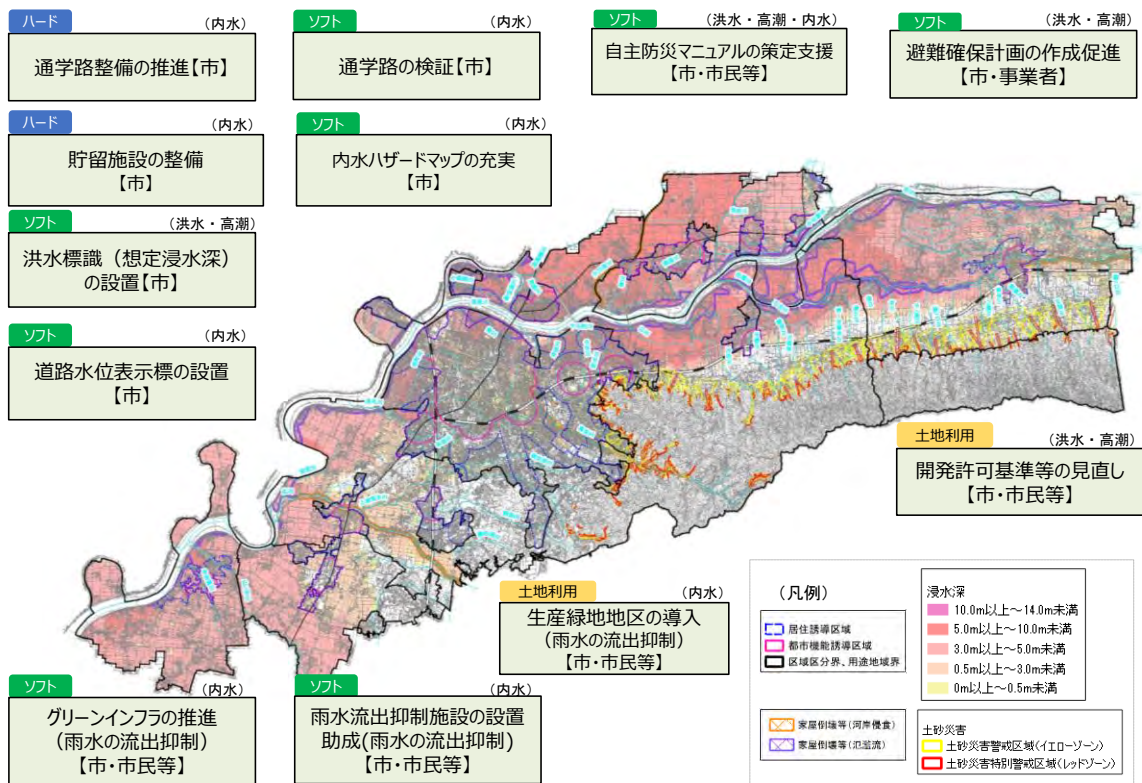 ハード (内水)
通学路整備の推進【市】
ソフト (内水)
通学路の検証【市】
ソフト (洪水・高潮・内水)
自主防災マニュアルの策定支援
【市・市民等】
ソフト (洪水・高潮)
避難確保計画の作成促進
【市・事業者】
ハード (内水)
貯留施設の整備
【市】
ソフト (内水)
内水ハザードマップの充実
【市】
ソフト (洪水・高潮)
洪水標識（想定浸水深）
の設置【市】
ソフト (内水)
道路水位表示標の設置
【市】
土地利用 (洪水・高潮)
開発許可基準等の見直し
【市・市民等】
土地利用 (内水)
生産緑地地区の導入
(雨水の流出抑制)
【市・市民等】
ソフト (内水)
グリーンインフラの推進
(雨水の流出抑制)
【市・市民等】
ソフト (内水)
雨水流出抑制施設の設置
助成(雨水の流出抑制)
【市・市民等】
(凡例)
居住誘導区域
都市機能誘導区域
区域区分界、用途地域界
家屋倒壊等(河岸侵食)
家屋倒壊等(氾濫流)
浸水深
10.0m以上～14.0m未満
5.0m以上～10.0m未満
3.0m以上～5.0m未満
0.5m以上～3.0m未満
0m以上～0.5m未満
土砂災害
土砂災害警戒区域(イエローゾーン)
土砂災害特別警戒区域(レッドゾーン)